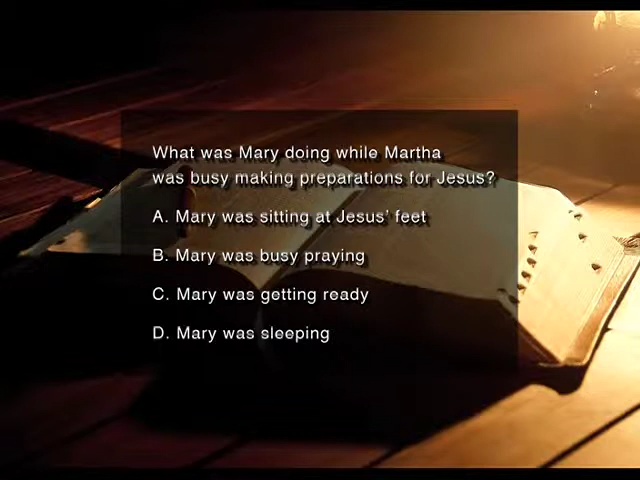 What was Mary doing while Martha
was busy making preparations for Jesus?
A. Mary was sitting at Jesus' feet
B. Mary was busy praying
C. Mary was getting ready
D. Mary was sleeping